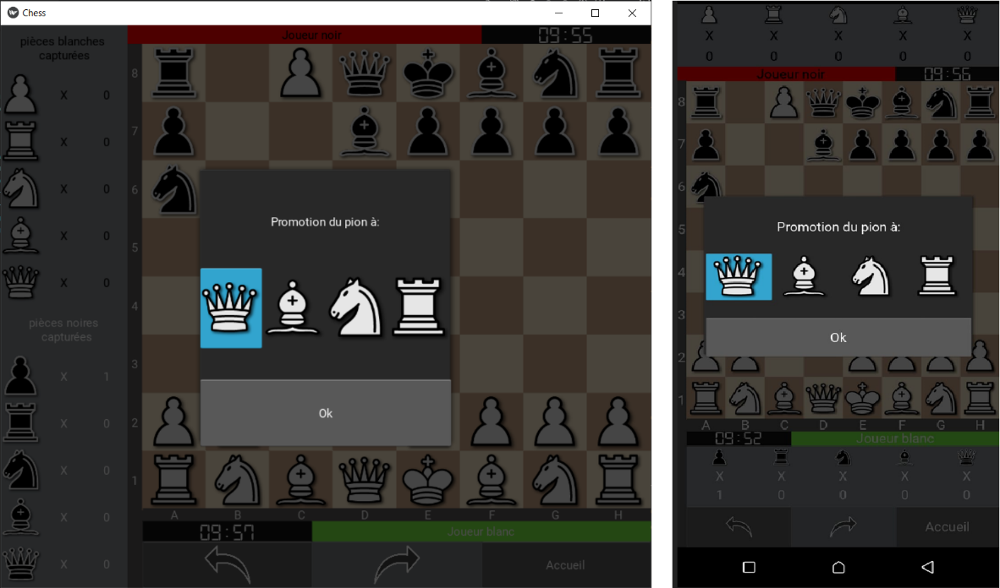 Chess
pièces blanches
capturées
X 0
X 0
X 0
X 0
X 0
pièces noires
capturées
X 1
X 0
X 0
X 0
X 0
Joueur noir
09:55
8
7
6
5
4
3
2
1
Promotion du pion à:
Ok
A B C D E F G H
09:57
Joueur blanc
Accueil
X X X X X
0 0 0 0 0
Joueur noir
09:56
8
7
6
5
4
3
2
1
Promotion du pion à:
Ok
A B C D E F G H
09:52
Joueur blanc
X X X X X
1 0 0 0 0
Accueil